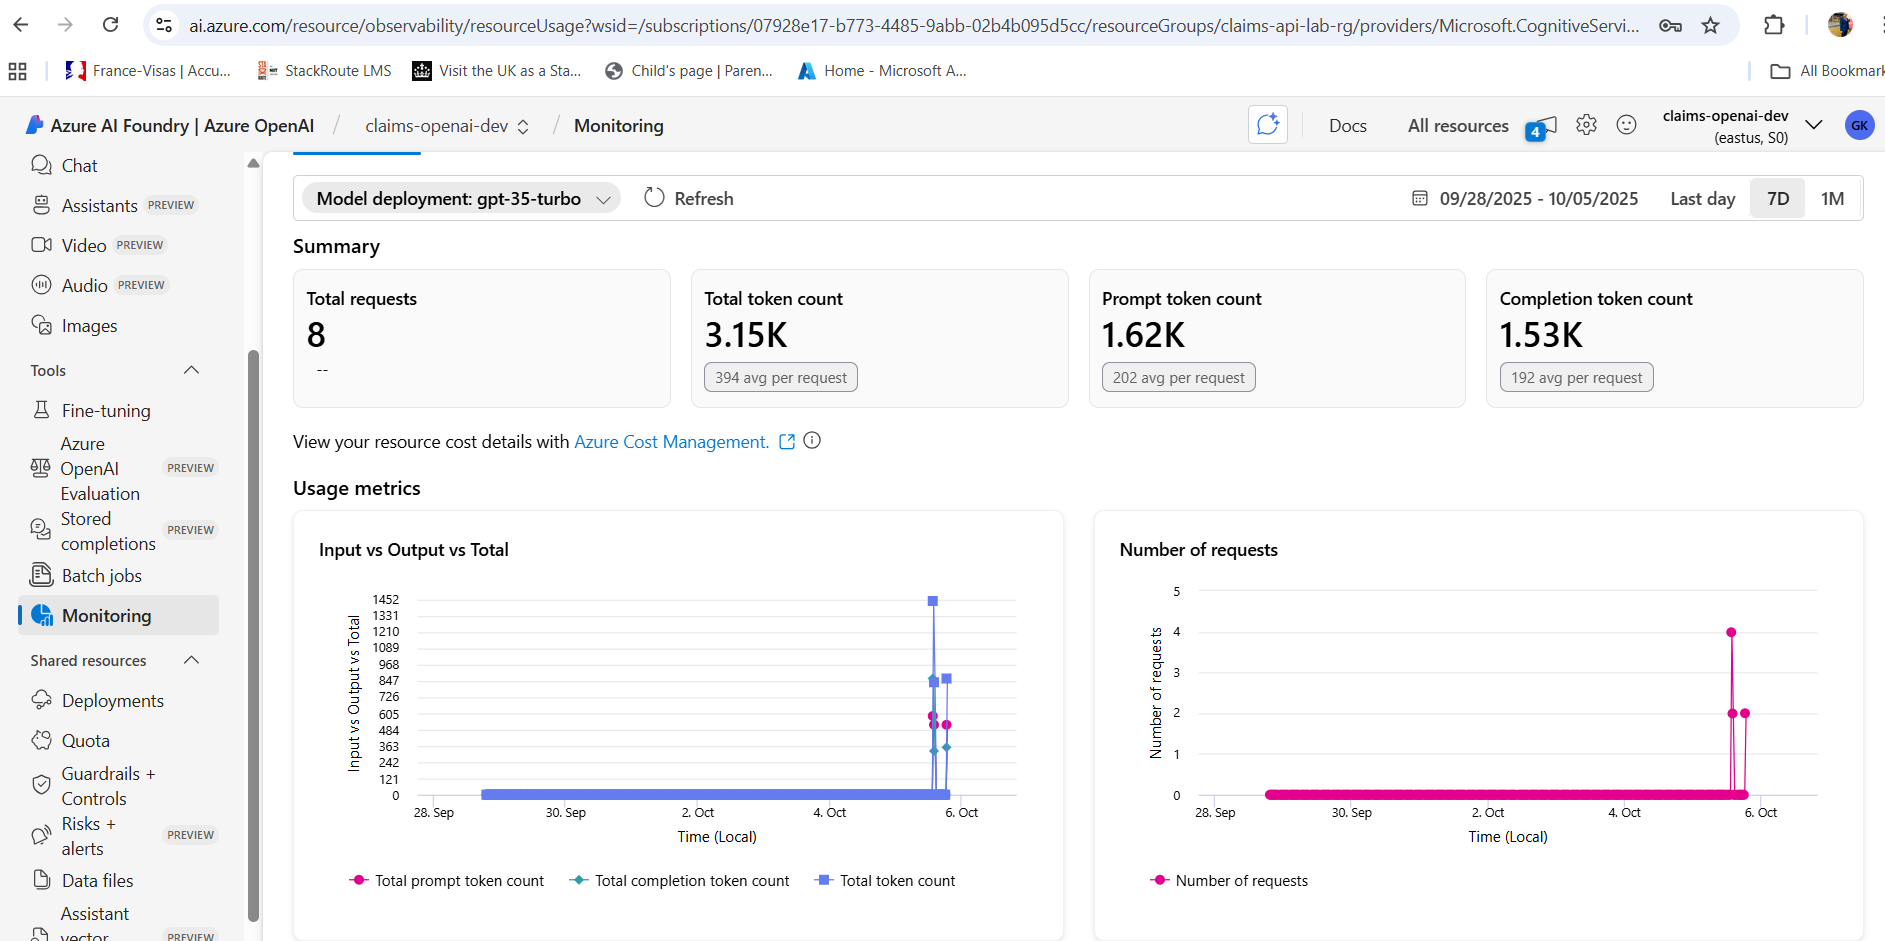 ai.azure.com/resource/observability/resourceUsage?wsid=/subscriptions/07928e17-b773-4485-9abb-02b4b095d5cc/resourceGroups/claims-api-lab-rg/providers/Microsoft.CognitiveServi...
France-Visas | Accu...
StackRoute LMS
Visit the UK as a Sta...
Child's page | Paren...
Home - Microsoft A...
All Bookmark
Azure AI Foundry | Azure OpenAI
/
claims-openai-dev
/
Monitoring
Docs
All resources
4
claims-openai-dev
(eastus, S0)
GK
Chat
Assistants PREVIEW
Video PREVIEW
Audio PREVIEW
Images
Tools
Fine-tuning
Azure
OpenAI PREVIEW
Evaluation
Stored
completions PREVIEW
Batch jobs
Monitoring
Shared resources
Deployments
Quota
Guardrails +
Controls
Risks +
alerts PREVIEW
Data files
Assistant
vector PREVIEW
Model deployment: gpt-35-turbo
Refresh
09/28/2025 - 10/05/2025
Last day
7D
1M
Summary
Total requests
8
--
Total token count
3.15K
394 avg per request
Prompt token count
1.62K
202 avg per request
Completion token count
1.53K
192 avg per request
View your resource cost details with Azure Cost Management.
Usage metrics
Input vs Output vs Total
Input vs Output vs Total
1452
1331
1210
1089
968
847
726
605
484
363
242
121
0
28. Sep
30. Sep
2. Oct
4. Oct
6. Oct
Time (Local)
Total prompt token count
Total completion token count
Total token count
Number of requests
Number of requests
5
4
3
2
1
0
28. Sep
30. Sep
2. Oct
4. Oct
6. Oct
Time (Local)
Number of requests